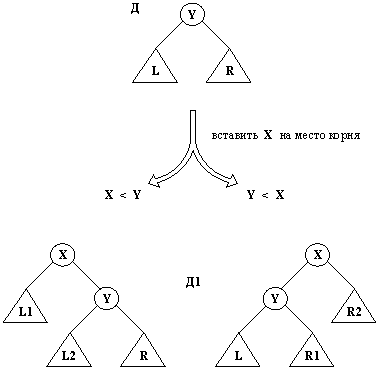 Д
Y
L R
вставить X на место корня
X < Y Y < X
X Д1 X
L1 Y Y R2
L2 R L R1